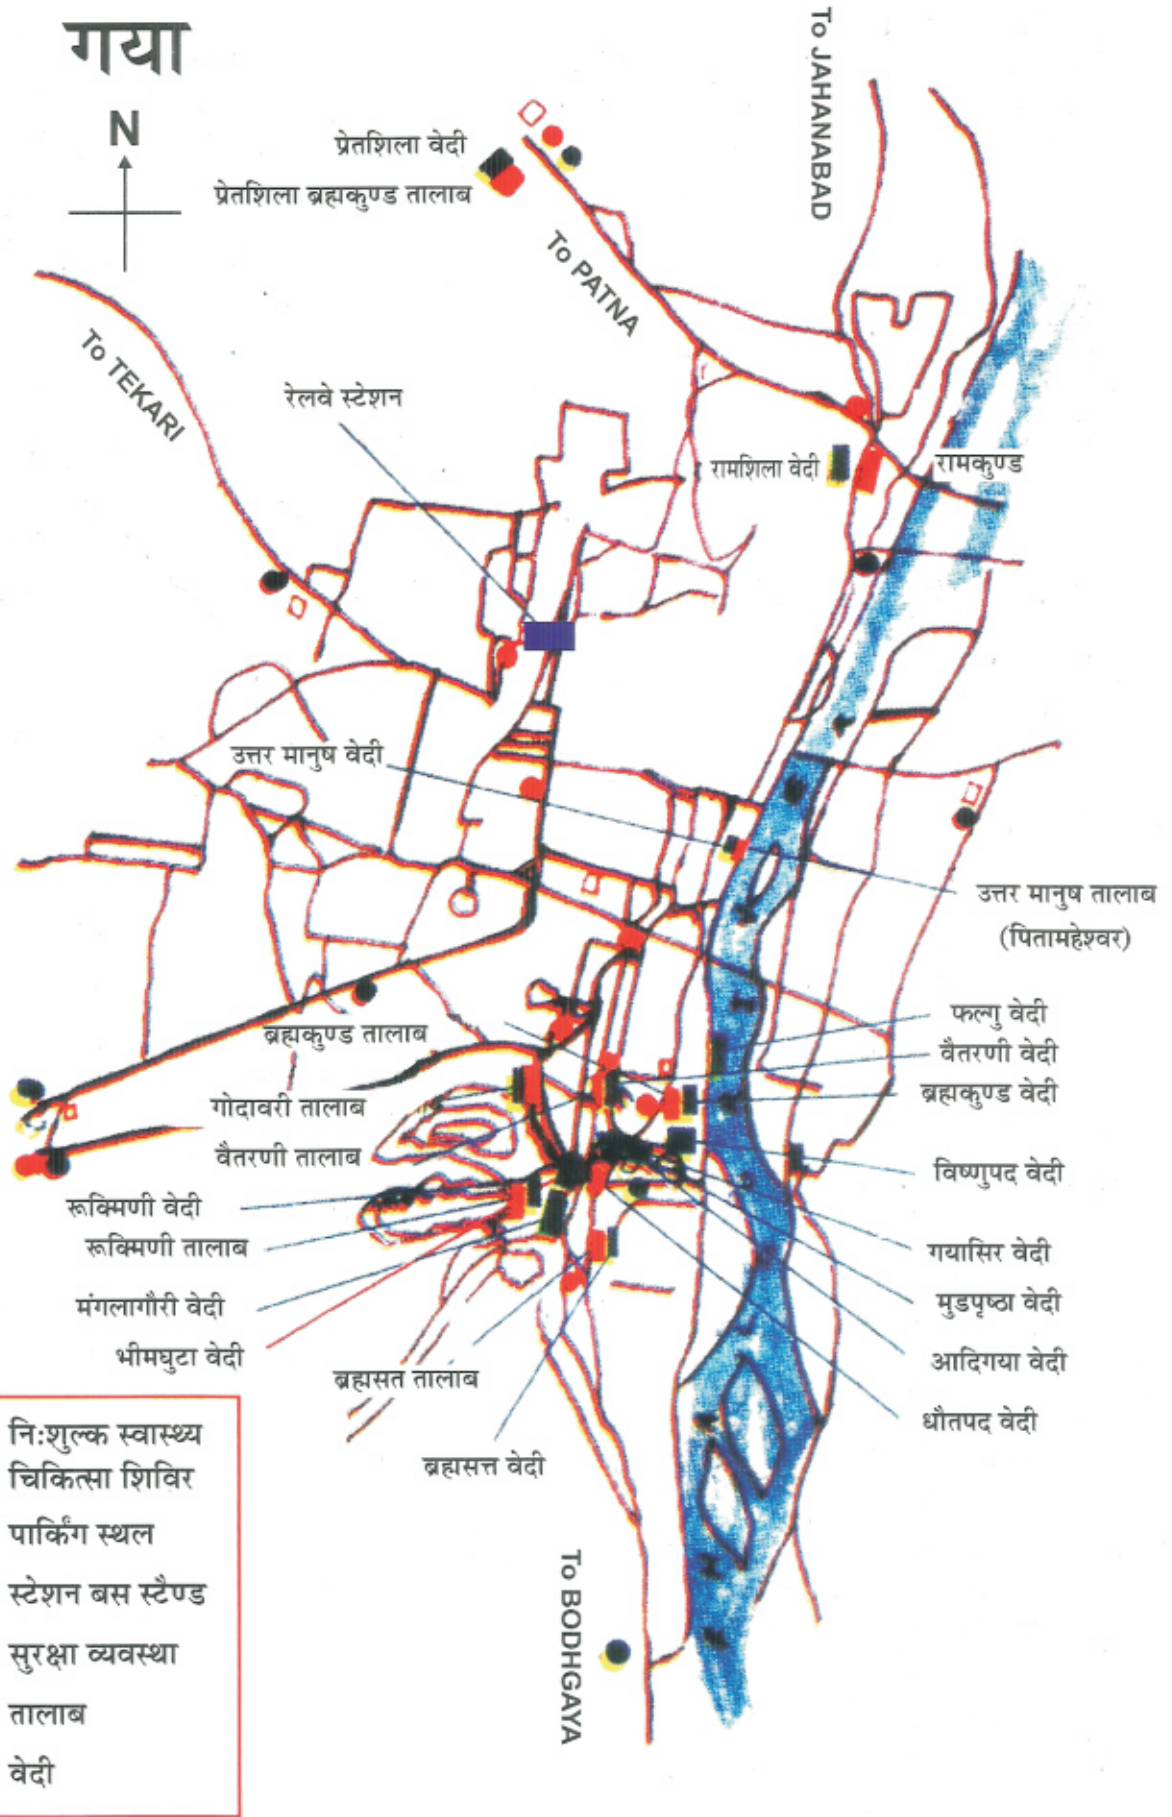 गया
N
To JAHANABAD
प्रेतशिला वेदी
प्रेतशिला ब्रह्मकुण्ड तालाब
To PATNA
To TEKARI
रेलवे स्टेशन
रामशिला वेदी
रामकुण्ड
उत्तर मानुष वेदी
उत्तर मानुष तालाब
(पितामहेश्वर)
फल्गु वेदी
ब्रह्मकुण्ड तालाब
वैतरणी वेदी
ब्रह्मकुण्ड वेदी
गोदावरी तालाब
वैतरणी तालाब
विष्णुपद वेदी
रूक्मिणी वेदी
रूक्मिणी तालाब
गयासिर वेदी
मंगलागौरी वेदी
मुडपृष्ठा वेदी
भीमघुटा वेदी
आदिगया वेदी
ब्रह्मसत तालाब
धौतपद वेदी
ब्रह्मसत्त वेदी
नि:शुल्क स्वास्थ्य
चिकित्सा शिविर
पार्किंग स्थल
स्टेशन बस स्टैण्ड
सुरक्षा व्यवस्था
तालाब
वेदी
To BODHGAYA